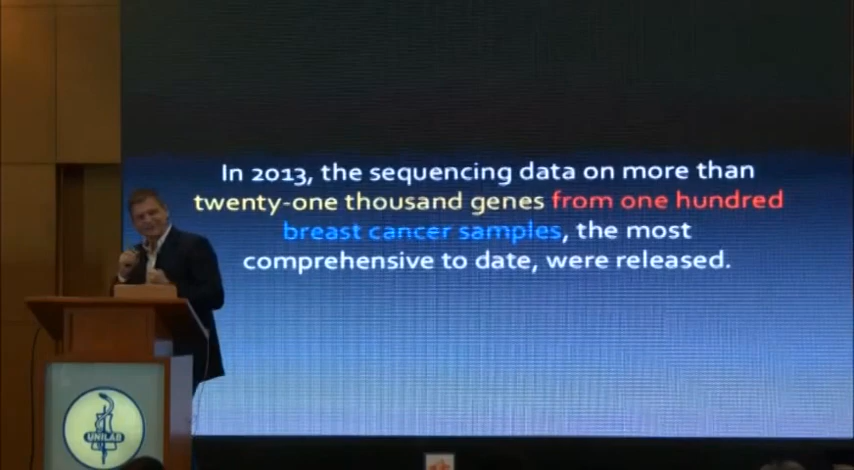 In 2013, the sequencing data on more than
twenty-one thousand genes from one hundred
breast cancer samples, the most
comprehensive to date, were released.
UNILAB